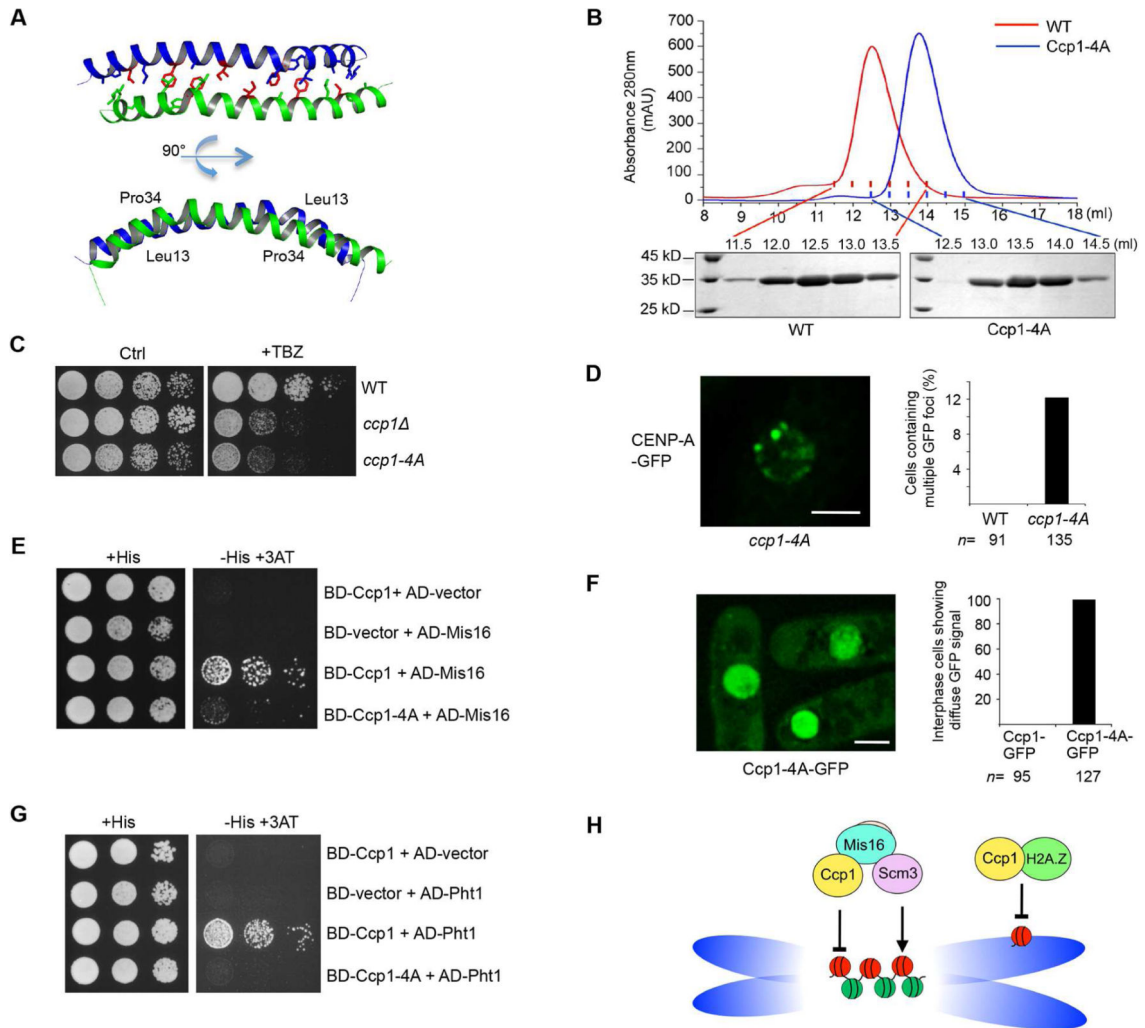 A
90°
Pro34
Leu13
Leu13
Pro34
B
WT
Ccp1-4A
Absorbance 280nm
(mAU)
700
600
500
400
300
200
100
0
8 9 10 11 12 13 14 15 16 17 18 (ml)
11.5 12.0 12.5 13.0 13.5
12.5 13.0 13.5 14.0 14.5 (ml)
45 kD
35 kD
25 kD
WT
Ccp1-4A
C
Ctrl
+TBZ
WT
ccp1Δ
ccp1-4A
D
CENP-A
-GFP
ccp1-4A
Cells containing
multiple GFP foci (%)
12
8
4
WT ccp1-4A
n= 91 135
E
+His
-His +3AT
BD-Ccp1+ AD-vector
BD-vector + AD-Mis16
BD-Ccp1 + AD-Mis16
BD-Ccp1-4A + AD-Mis16
F
Ccp1-4A-GFP
Interphase cells showing
diffuse GFP signal
100
80
60
40
20
Ccp1-
GFP
Ccp1-4A-
GFP
n= 95 127
G
+His
-His +3AT
BD-Ccp1 + AD-vector
BD-vector + AD-Pht1
BD-Ccp1 + AD-Pht1
BD-Ccp1-4A + AD-Pht1
H
Mis16
Ccp1
Scm3
Ccp1
H2A.Z